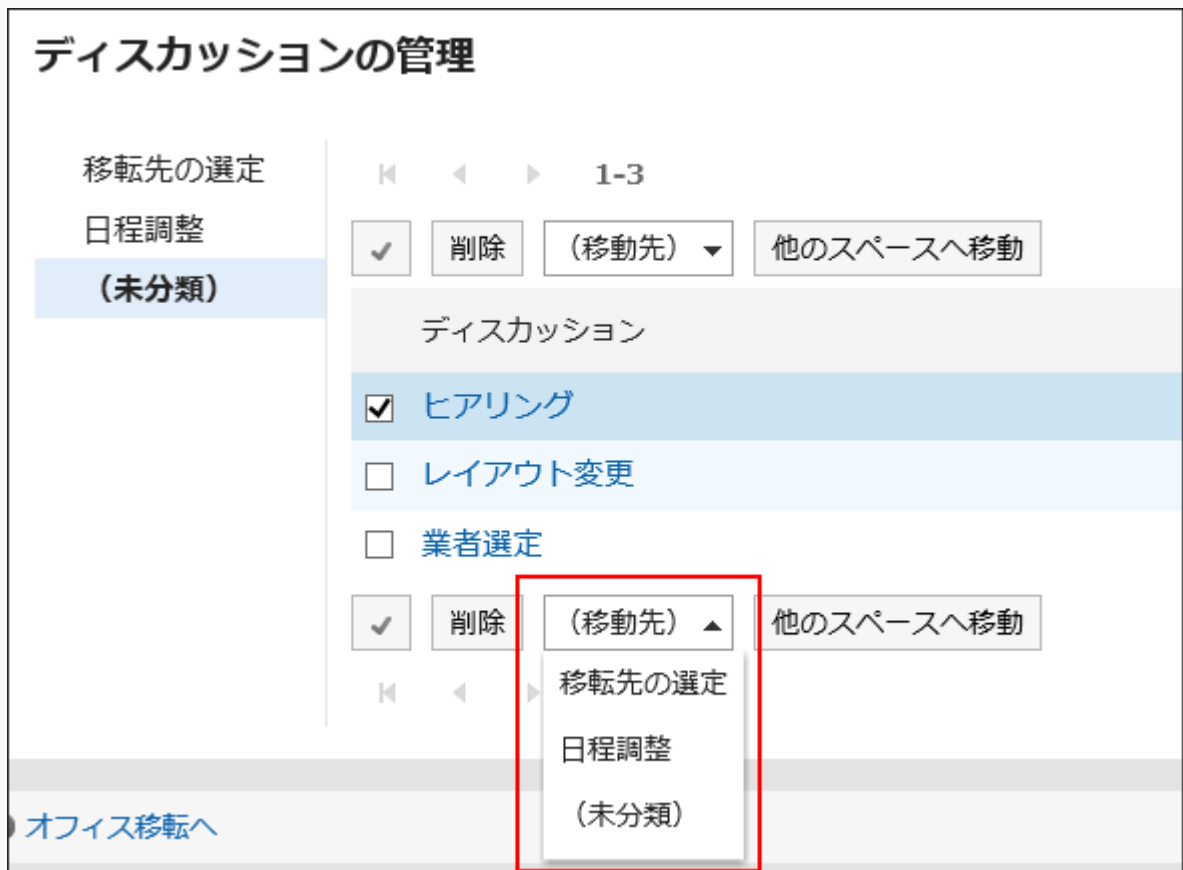 ディスカッションの管理
移転先の選定
日程調整
（未分類）
1-3
削除 （移動先） 他のスペースへ移動
ディスカッション
ヒアリング
レイアウト変更
業者選定
削除 （移動先） 他のスペースへ移動
移転先の選定
日程調整
（未分類）
オフィス移転へ